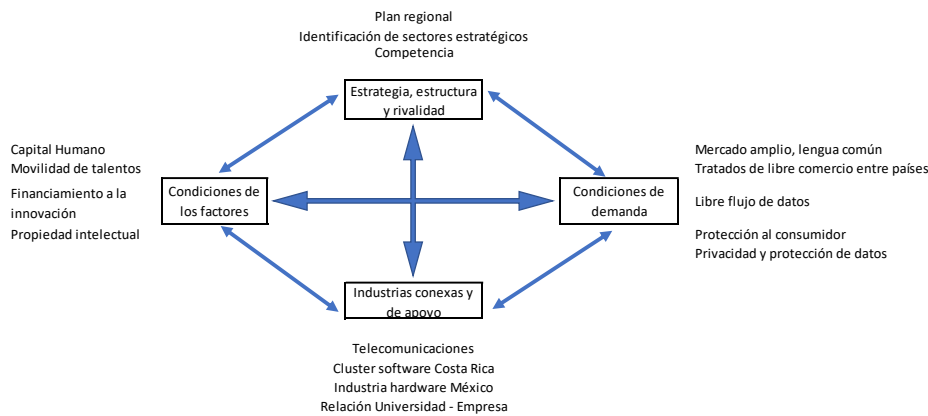 Plan regional
Identificación de sectores estratégicos
Competencia
Estrategia, estructura
y rivalidad
Capital Humano
Movilidad de talentos
Financiamiento a la
innovación
Propiedad intelectual
Condiciones de
los factores
Condiciones de
demanda
Mercado amplio, lengua común
Tratados de libre comercio entre países
Libre flujo de datos
Protección al consumidor
Privacidad y protección de datos
Industrias conexas y
de apoyo
Telecomunicaciones
Cluster software Costa Rica
Industria hardware México
Relación Universidad - Empresa